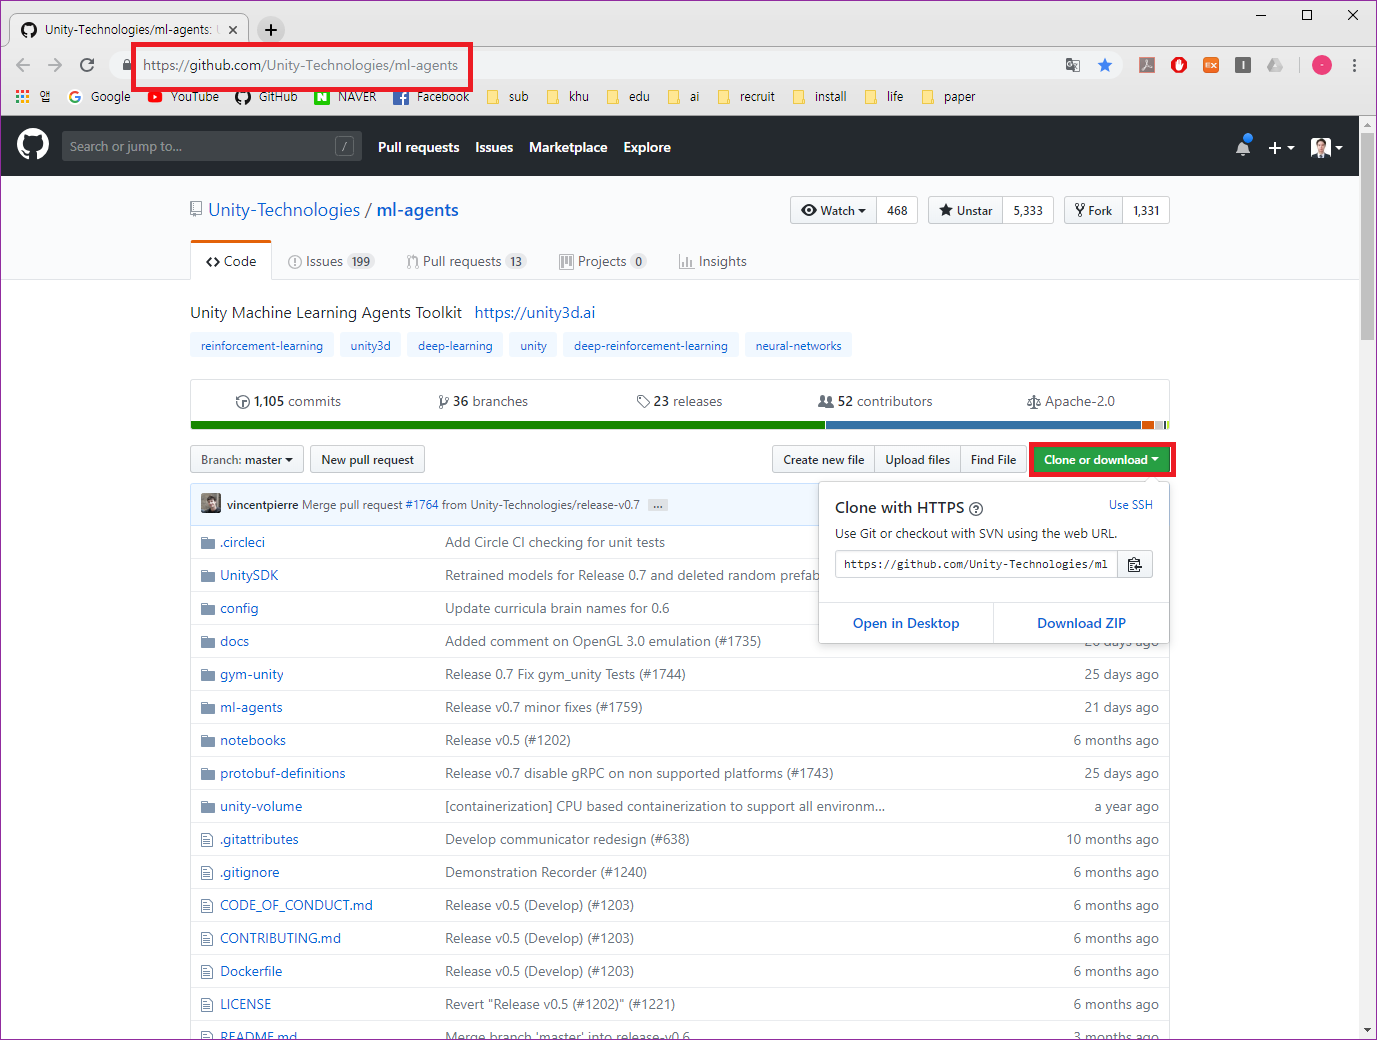 Unity-Technologies/ml-agents:
https://github.com/Unity-Technologies/ml-agents
Google YouTube GitHub NAVER Facebook sub khu edu ai recruit install life paper
Search or jump to... / Pull requests Issues Marketplace Explore
Unity-Technologies / ml-agents Watch 468 Unstar 5,333 Fork 1,331
Code Issues 199 Pull requests 13 Projects 0 Insights
Unity Machine Learning Agents Toolkit https://unity3d.ai
reinforcement-learning unity3d deep-learning unity deep-reinforcement-learning neural-networks
1,105 commits 36 branches 23 releases 52 contributors Apache-2.0
Branch: master New pull request Create new file Upload files Find File Clone or download
vincentpierre Merge pull request #1764 from Unity-Technologies/release-v0.7 ...
Clone with HTTPS ? Use SSH
Use Git or checkout with SVN using the web URL.
https://github.com/Unity-Technologies/ml
Open in Desktop Download ZIP
.circleci Add Circle CI checking for unit tests
UnitySDK Retrained models for Release 0.7 and deleted random prefab
config Update curricula brain names for 0.6
docs Added comment on OpenGL 3.0 emulation (#1735) days ago
gym-unity Release 0.7 Fix gym_unity Tests (#1744) 25 days ago
ml-agents Release v0.7 minor fixes (#1759) 21 days ago
notebooks Release v0.5 (#1202) 6 months ago
protobuf-definitions Release v0.7 disable gRPC on non supported platforms (#1743) 25 days ago
unity-volume [containerization] CPU based containerization to support all environm... a year ago
.gitattributes Develop communicator redesign (#638) 10 months ago
.gitignore Demonstration Recorder (#1240) 6 months ago
CODE_OF_CONDUCT.md Release v0.5 (Develop) (#1203) 6 months ago
CONTRIBUTING.md Release v0.5 (Develop) (#1203) 6 months ago
Dockerfile Release v0.5 (Develop) (#1203) 6 months ago
LICENSE Revert "Release v0.5 (#1202)" (#1221) 6 months ago
README.md Merge branch 'master' into release-v0.6 3 months ago